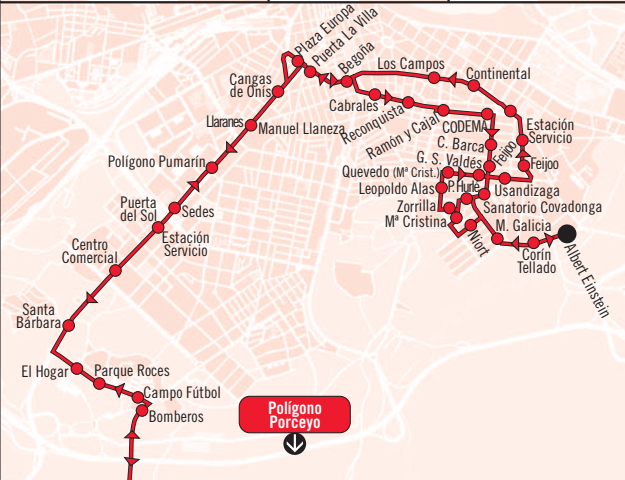 Plaza Europa
Puerta La Villa
Begoña
Los Campos
Continental
Cangas
de Onís
Cabrales
Reconquista
Ramón y Cajal
CODEMA
Estación
Servicio
Llaranes
Manuel Llaneza
C. Barca
Feijoo
G. S. Valdés
Feijoo
Polígono Pumarín
Quevedo (Mª Crist.)
Leopoldo Alas
P. Hurle
Usandizaga
Puerta
del Sol
Sedes
Zorrilla
Sanatorio Covadonga
Mª Cristina
M. Galicia
Niort
Estación
Servicio
Centro
Comercial
Corín
Tellado
Albert Einstein
Santa
Bárbara
El Hogar
Parque Roces
Campo Fútbol
Bomberos
Polígono
Porceyo